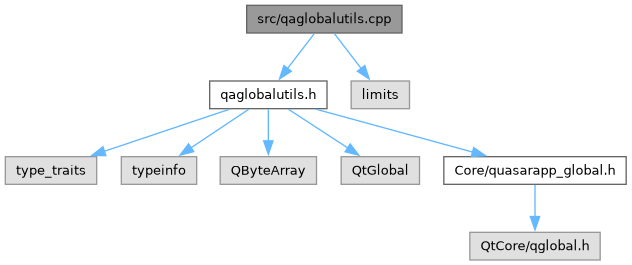 src/qaglobalutils.cpp
qaglobalutils.h
limits
type_traits
typeinfo
QByteArray
QtGlobal
Core/quasarapp_global.h
QtCore/qglobal.h